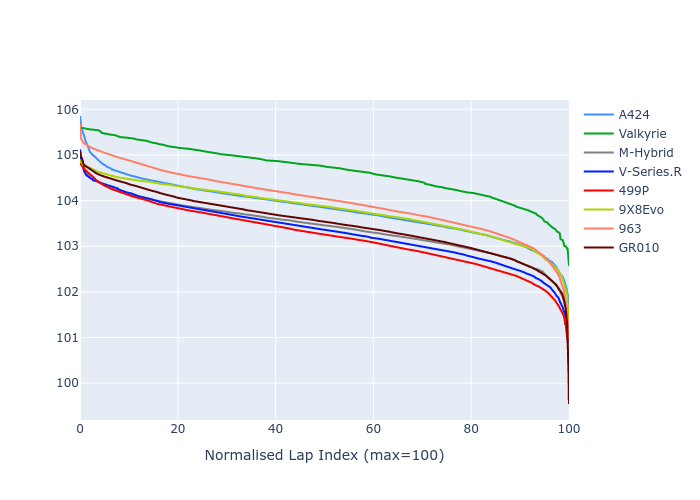 106
105
104
103
102
101
100
0 20 40 60 80 100
Normalised Lap Index (max=100)
A424
Valkyrie
M-Hybrid
V-Series.R
499P
9X8Evo
963
GR010